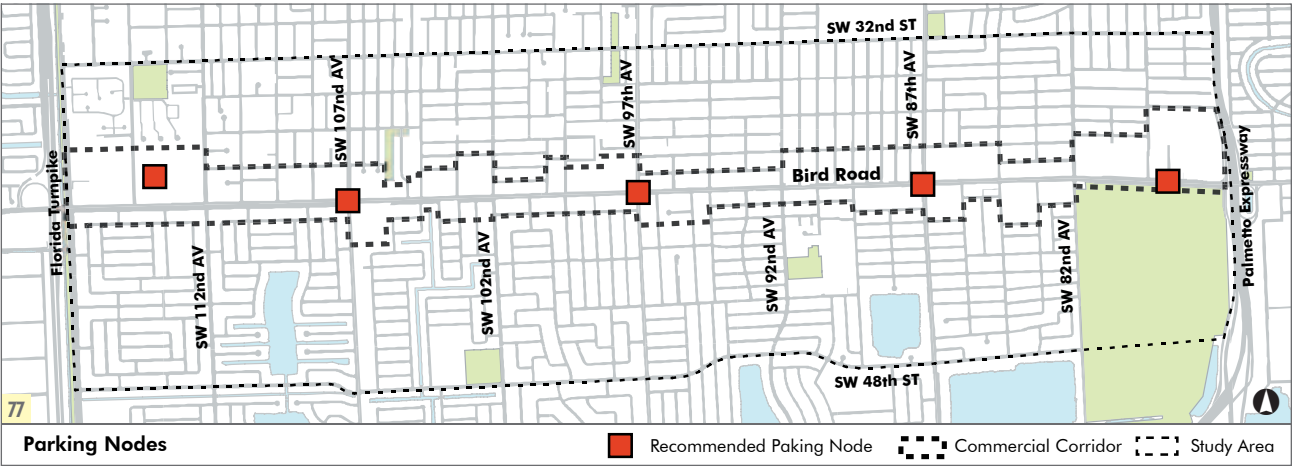 SW 32nd ST
SW 107nd AV
SW 97th AV
SW 87th AV
Florida Turnpike
Bird Road
Palmetto Expressway
SW 112nd AV
SW 102nd AV
SW 92nd AV
SW 82nd AV
SW 48th ST
77
Parking Nodes
Recommended Paking Node
Commercial Corridor
Study Area